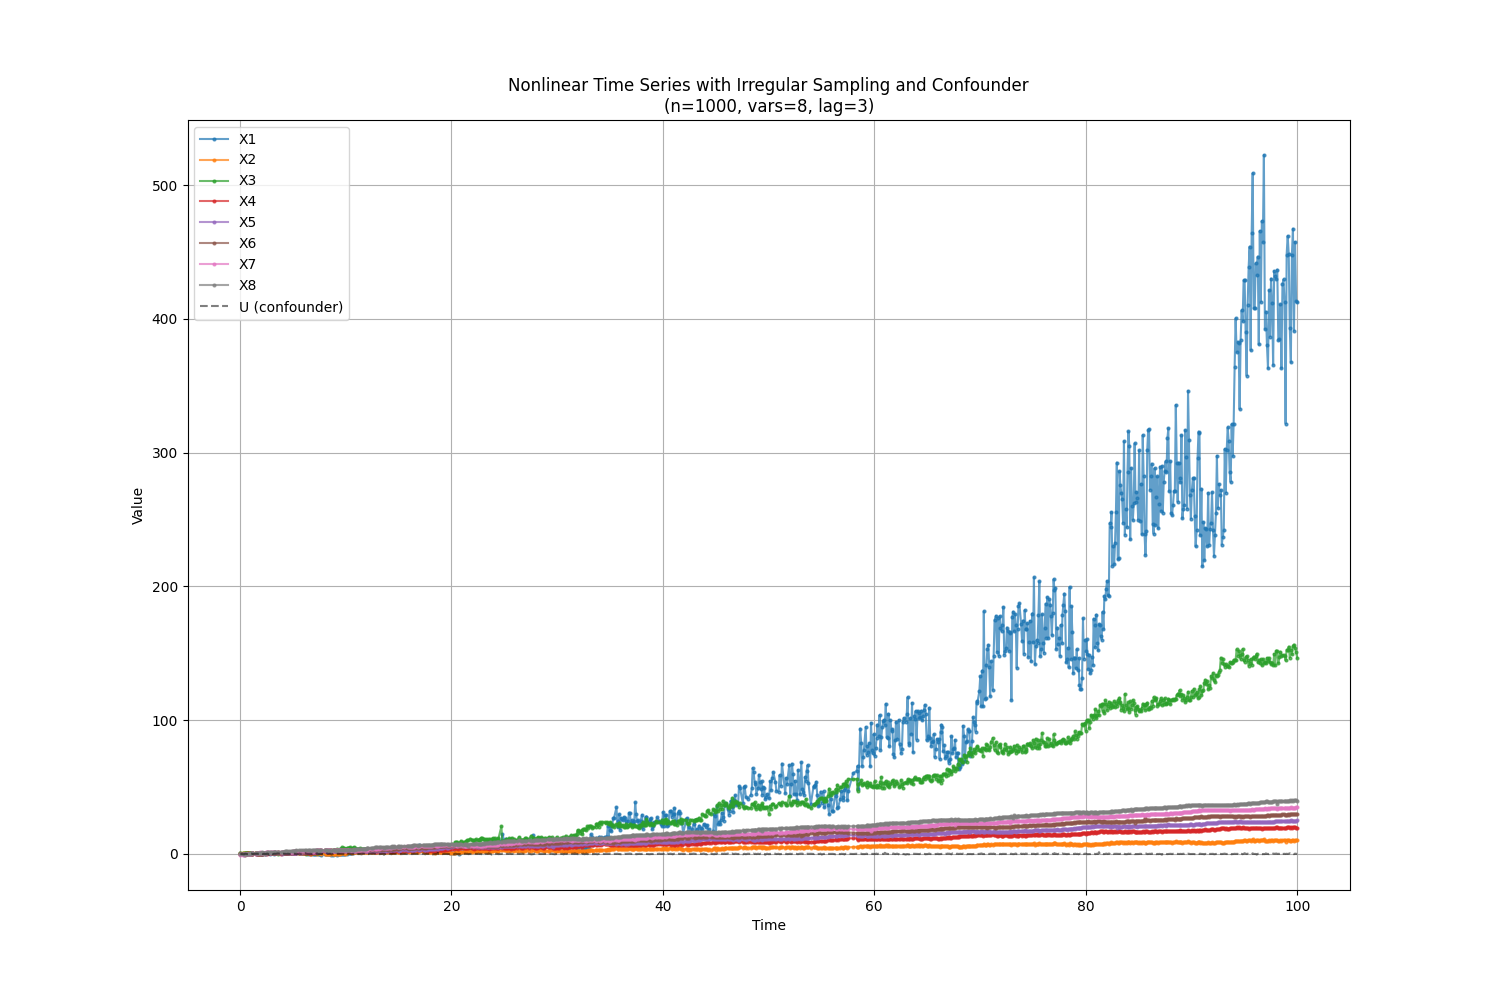 Nonlinear Time Series with Irregular Sampling and Confounder
(n=1000, vars=8, lag=3)
X1
X2
X3
X4
X5
X6
X7
X8
U (confounder)
500
400
300
200
100
0
Value
0 20 40 60 80 100
Time